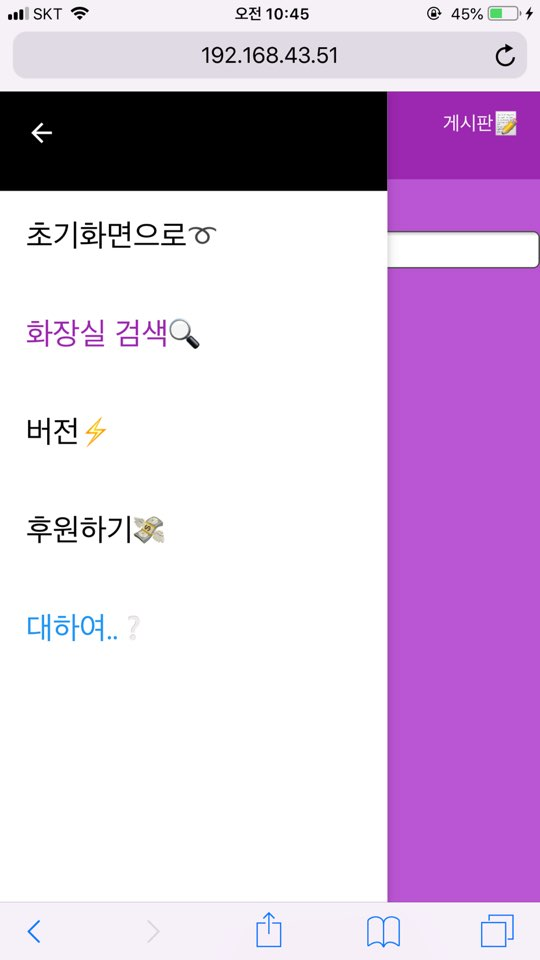 SKT 오전 10:45 45%
192.168.43.51
게시판📝
초기화면으로➰
화장실 검색🔍
버전⚡
후원하기💸
대하여..❔